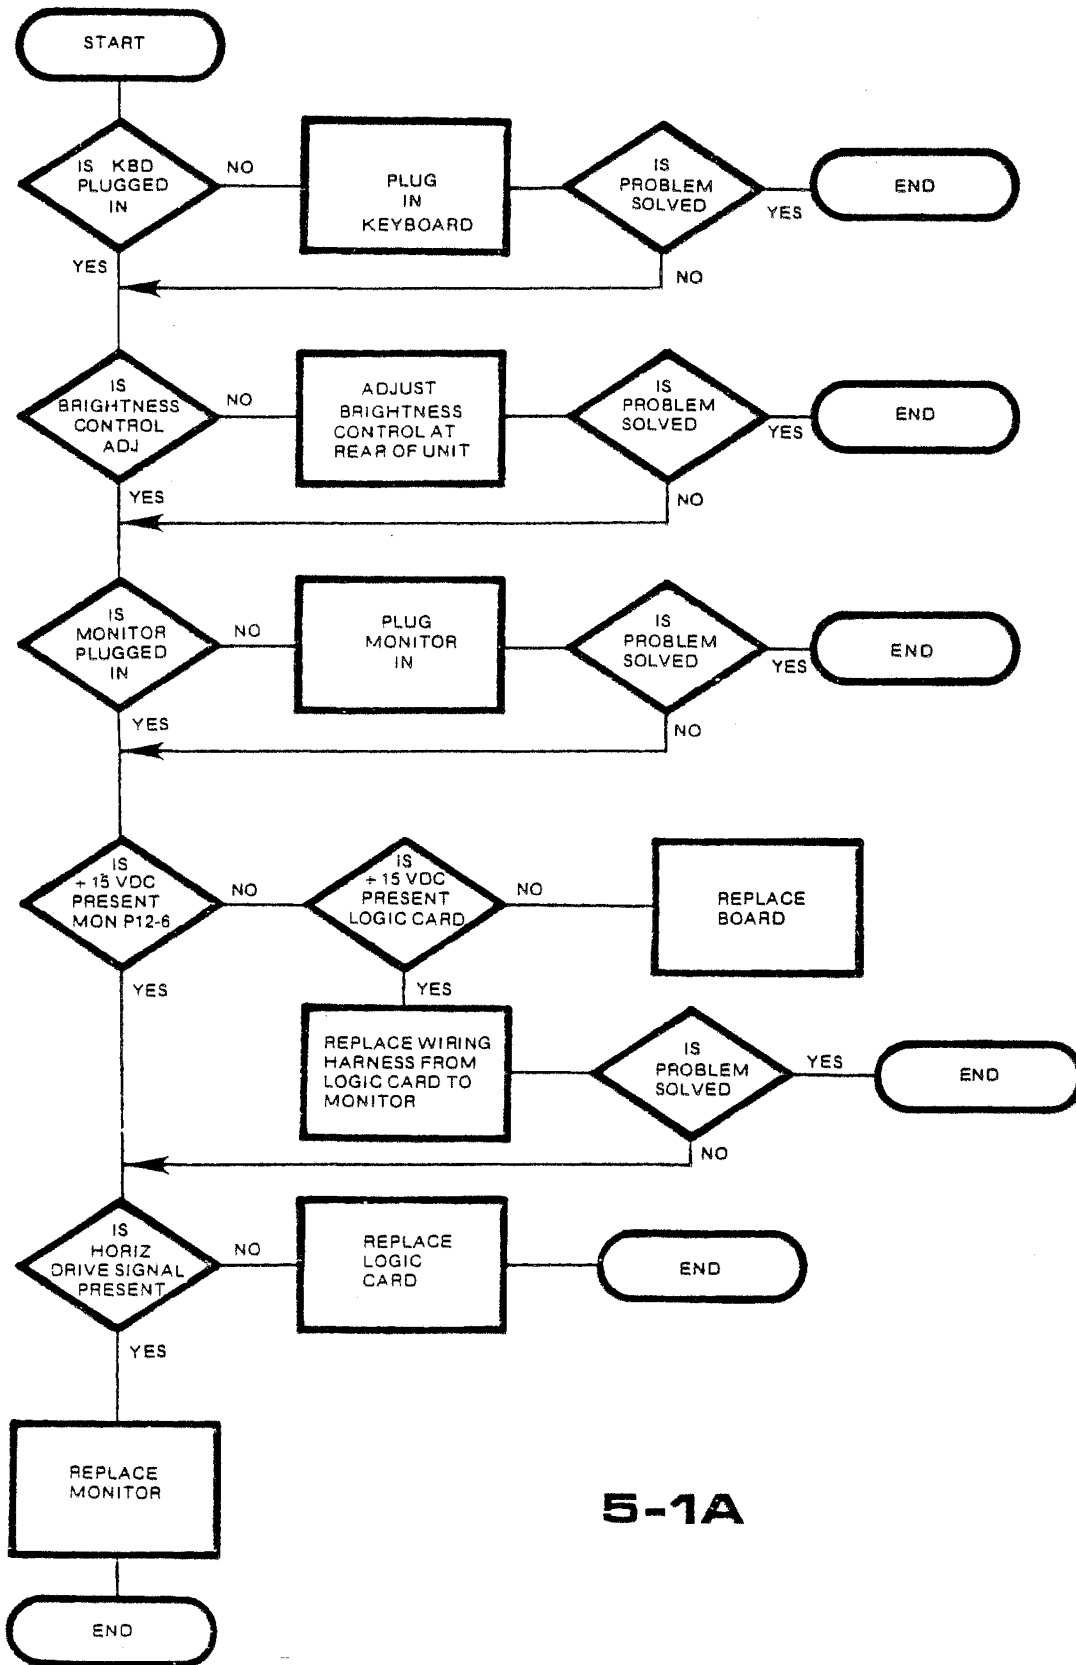 START
IS KBD
PLUGGED
IN
NO
PLUG
IN
KEYBOARD
IS
PROBLEM
SOLVED
YES
END
YES
NO
IS
BRIGHTNESS
CONTROL
ADJ
NO
ADJUST
BRIGHTNESS
CONTROL AT
REAR OF UNIT
IS
PROBLEM
SOLVED
YES
END
YES
NO
IS
MONITOR
PLUGGED
IN
NO
PLUG
MONITOR
IN
IS
PROBLEM
SOLVED
YES
END
YES
NO
IS
+ 15 VDC
PRESENT
MON P12-6
NO
IS
+ 15 VDC
PRESENT
LOGIC CARD
NO
REPLACE
BOARD
YES
YES
REPLACE WIRING
HARNESS FROM
LOGIC CARD TO
MONITOR
IS
PROBLEM
SOLVED
YES
END
NO
IS
HORIZ
DRIVE SIGNAL
PRESENT
NO
REPLACE
LOGIC
CARD
END
YES
REPLACE
MONITOR
5-1A
END